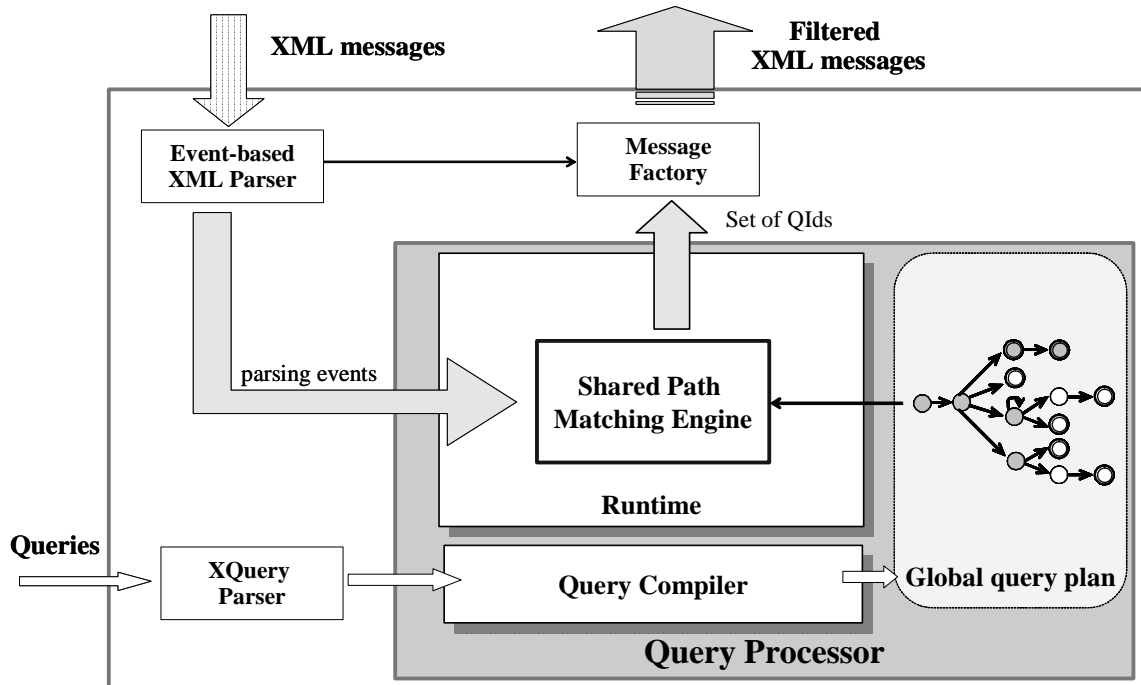 XML messages
Filtered
XML messages
Event-based
XML Parser
Message
Factory
Set of QIds
parsing events
Shared Path
Matching Engine
Runtime
Queries
XQuery
Parser
Query Compiler
Global query plan
Query Processor